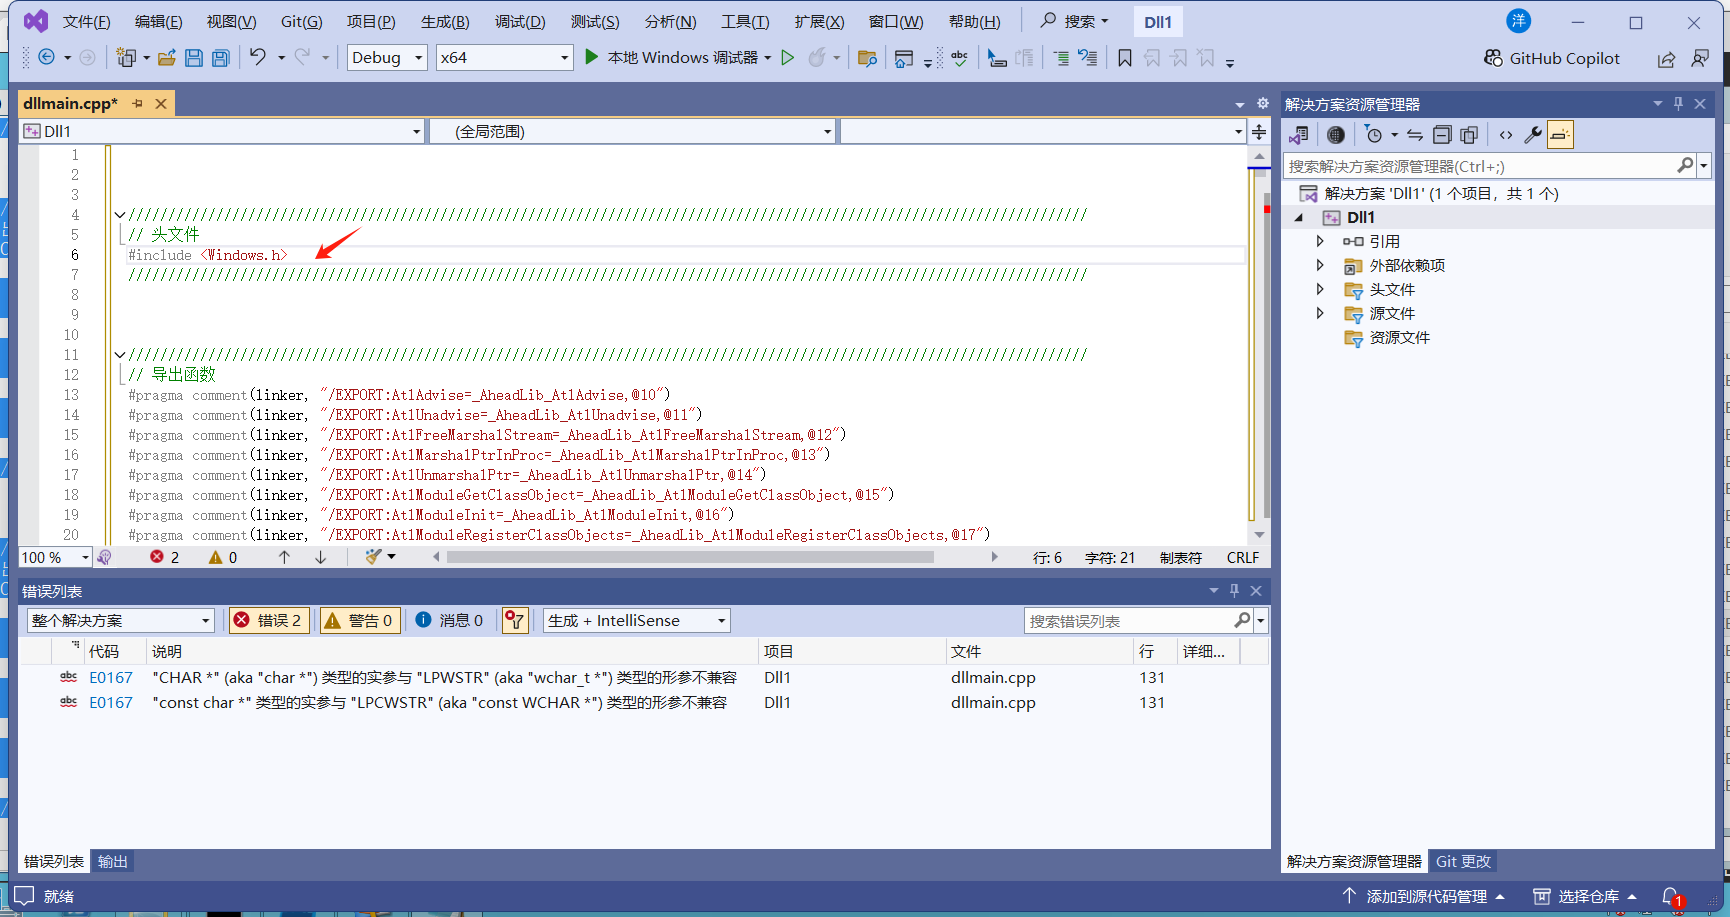 文件(F) 编辑(E) 视图(V) Git(G) 项目(P) 生成(B) 调试(D) 测试(S) 分析(N) 工具(T) 扩展(X) 窗口(W) 帮助(H) 搜索 Dll1 洋
Debug x64 本地 Windows 调试器 GitHub Copilot
dllmain.cpp*
Dll1 (全局范围)
1
2
3
4 ////////////////////////////////////////////////////////////////////////////////////////////////////////////////////////
5 // 头文件
6 #include <Windows.h>
7 ////////////////////////////////////////////////////////////////////////////////////////////////////////////////////////
8
9
10
11 ////////////////////////////////////////////////////////////////////////////////////////////////////////////////////////
12 // 导出函数
13 #pragma comment(linker, "/EXPORT:AtlAdvise=_AheadLib_AtlAdvise,@10")
14 #pragma comment(linker, "/EXPORT:AtlUnadvise=_AheadLib_AtlUnadvise,@11")
15 #pragma comment(linker, "/EXPORT:AtlFreeMarshalStream=_AheadLib_AtlFreeMarshalStream,@12")
16 #pragma comment(linker, "/EXPORT:AtlMarshalPtrInProc=_AheadLib_AtlMarshalPtrInProc,@13")
17 #pragma comment(linker, "/EXPORT:AtlUnmarshalPtr=_AheadLib_AtlUnmarshalPtr,@14")
18 #pragma comment(linker, "/EXPORT:AtlModuleGetClassObject=_AheadLib_AtlModuleGetClassObject,@15")
19 #pragma comment(linker, "/EXPORT:AtlModuleInit=_AheadLib_AtlModuleInit,@16")
20 #pragma comment(linker, "/EXPORT:AtlModuleRegisterClassObjects=_AheadLib_AtlModuleRegisterClassObjects,@17")
100 % 2 0 行: 6 字符: 21 制表符 CRLF
错误列表
整个解决方案 错误 2 警告 0 消息 0 生成 + IntelliSense 搜索错误列表
代码 说明 项目 文件 行 详细...
abc E0167 "CHAR *" (aka "char *") 类型的实参与 "LPWSTR" (aka "wchar_t *") 类型的形参不兼容 Dll1 dllmain.cpp 131
abc E0167 "const char *" 类型的实参与 "LPCWSTR" (aka "const WCHAR *") 类型的形参不兼容 Dll1 dllmain.cpp 131
错误列表 输出
解决方案资源管理器
搜索解决方案资源管理器(Ctrl+;)
解决方案 'Dll1' (1 个项目，共 1 个)
Dll1
引用
外部依赖项
头文件
源文件
资源文件
解决方案资源管理器 Git 更改
就绪 添加到源代码管理 选择仓库 1